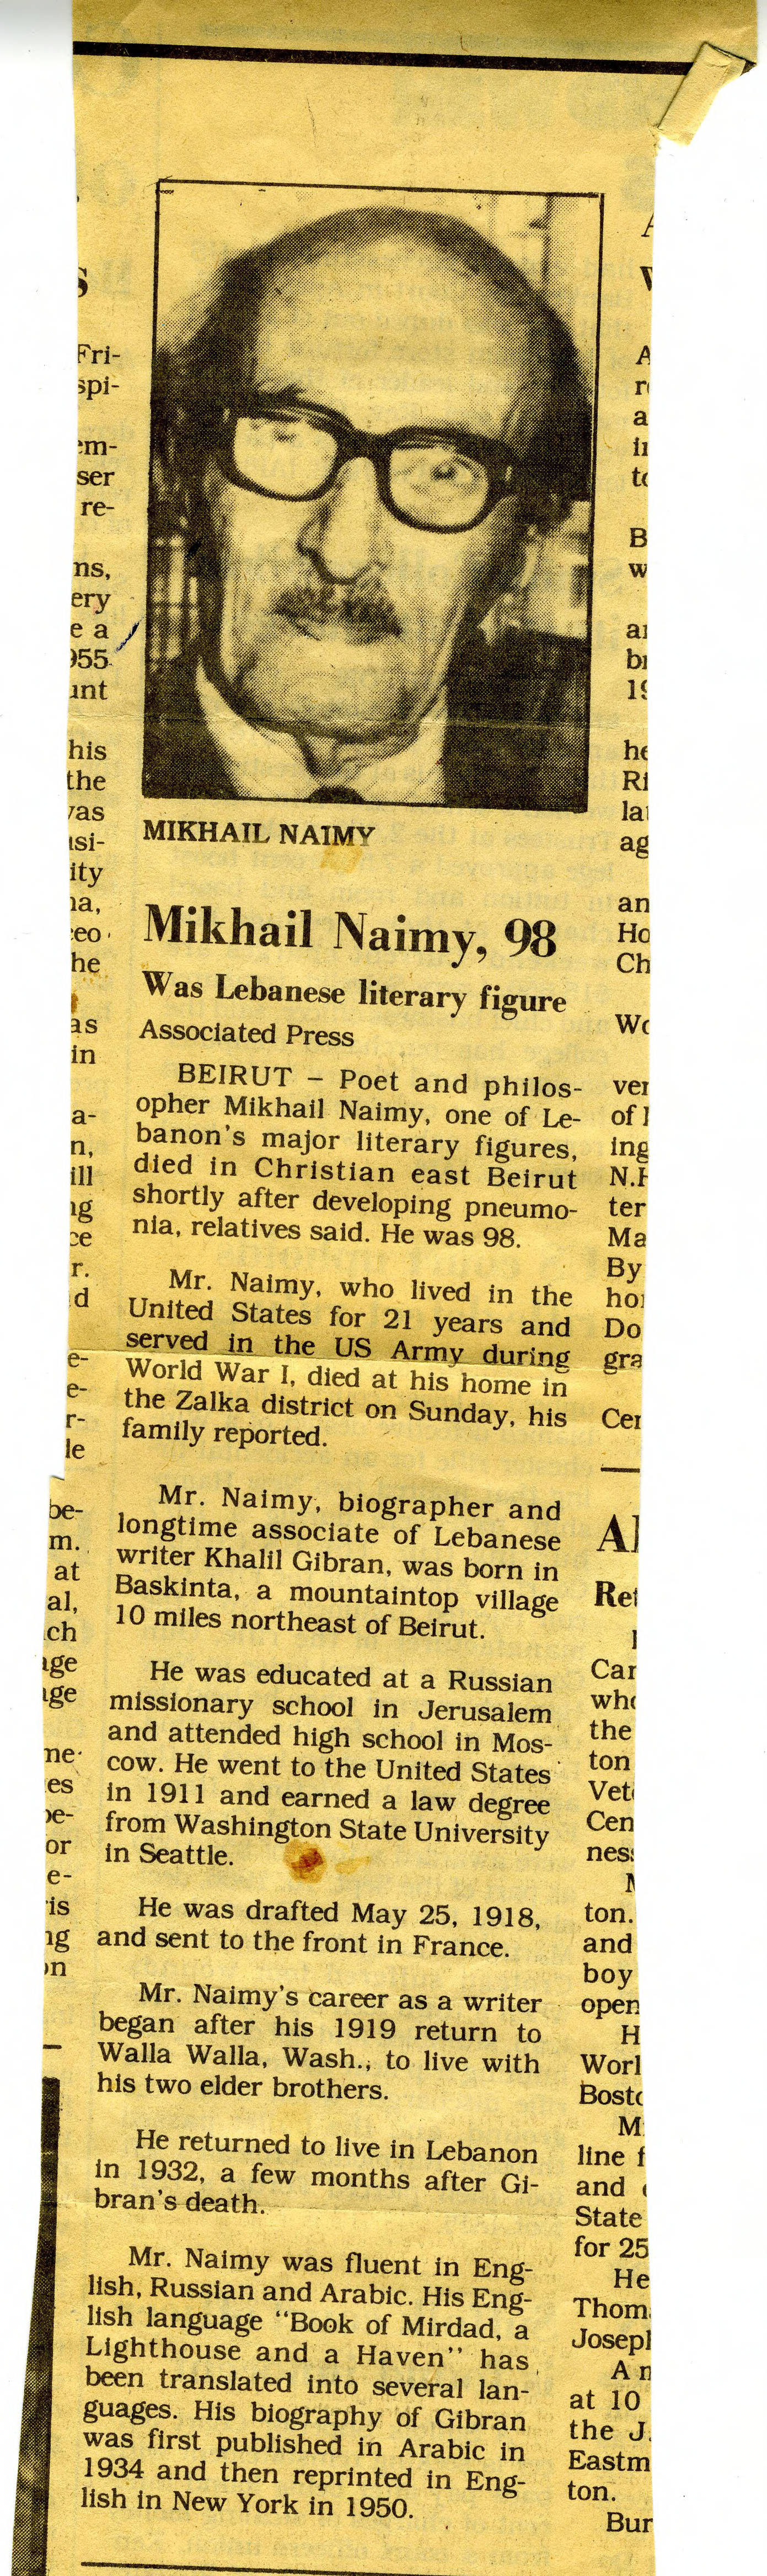 MIKHAIL NAIMY
Mikhail Naimy, 98
Was Lebanese literary figure
Associated Press
BEIRUT – Poet and philos-
opher Mikhail Naimy, one of Le-
banon's major literary figures,
died in Christian east Beirut
shortly after developing pneumo-
nia, relatives said. He was 98.
Mr. Naimy, who lived in the
United States for 21 years and
served in the US Army during
World War I, died at his home in
the Zalka district on Sunday, his
family reported.
Mr. Naimy, biographer and
longtime associate of Lebanese
writer Khalil Gibran, was born in
Baskinta, a mountaintop village
10 miles northeast of Beirut.
He was educated at a Russian
missionary school in Jerusalem
and attended high school in Mos-
cow. He went to the United States
in 1911 and earned a law degree
from Washington State University
in Seattle.
He was drafted May 25, 1918,
and sent to the front in France.
Mr. Naimy's career as a writer
began after his 1919 return to
Walla Walla, Wash., to live with
his two elder brothers.
He returned to live in Lebanon
in 1932, a few months after Gi-
bran's death.
Mr. Naimy was fluent in Eng-
lish, Russian and Arabic. His Eng-
lish language "Book of Mirdad, a
Lighthouse and a Haven" has
been translated into several lan-
guages. His biography of Gibran
was first published in Arabic in
1934 and then reprinted in Eng-
lish in New York in 1950.